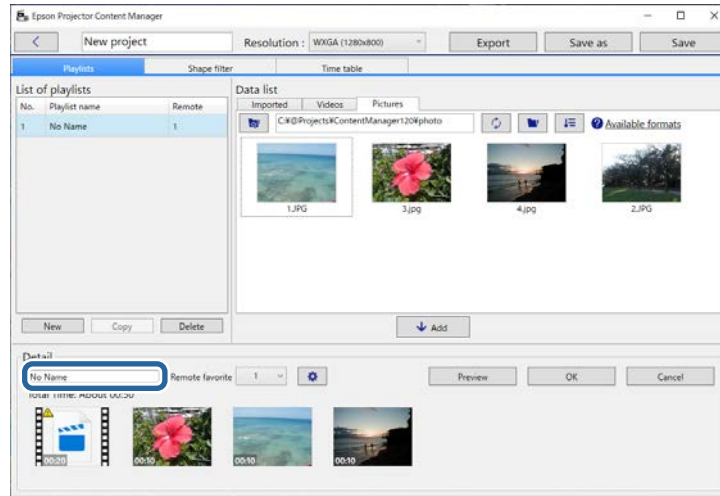 Epson Projector Content Manager
New project
Resolution : WXGA (1280x800)
Export
Save as
Save
Playlists
Shape filter
Time table
List of playlists
No. Playlist name Remote
1 No Name 1
New
Copy
Delete
Data list
Imported
Videos
Pictures
C:¥@Projects¥ContentManager120¥photo
Available formats
1.JPG
3.jpg
4.jpg
2.JPG
Add
Detail
No Name
Remote favorite 1
Preview
OK
Cancel
Total Time: About 00:50
00:20
00:10
00:10
00:10